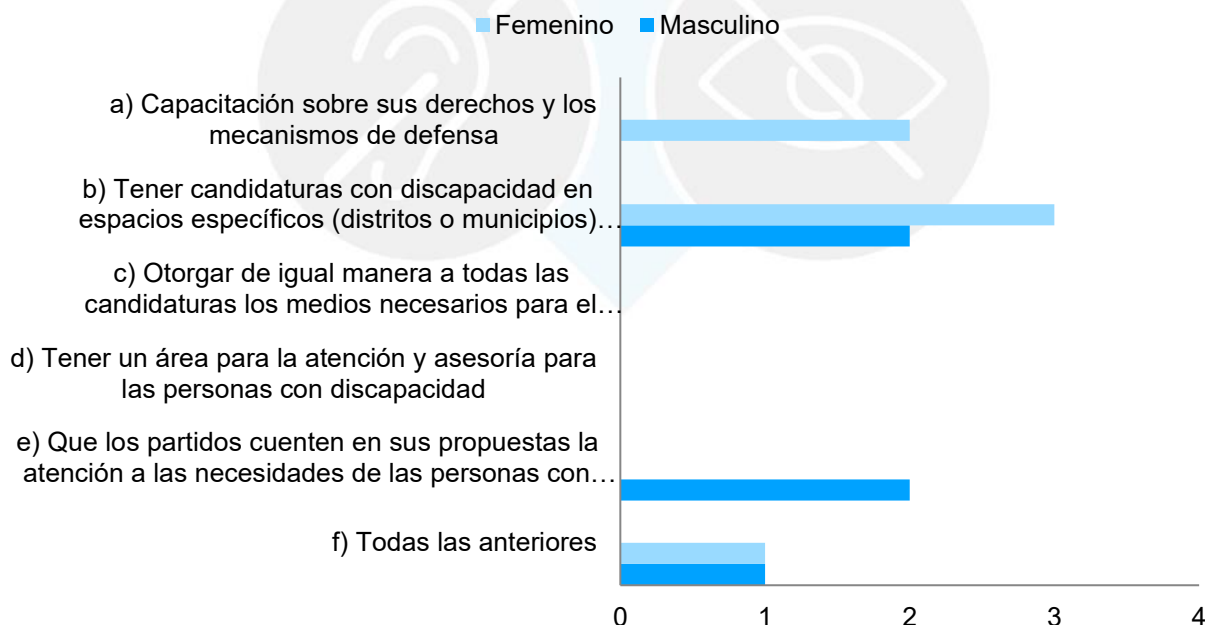 Femenino Masculino
a) Capacitación sobre sus derechos y los
mecanismos de defensa
b) Tener candidaturas con discapacidad en
espacios específicos (distritos o municipios)…
c) Otorgar de igual manera a todas las
candidaturas los medios necesarios para el…
d) Tener un área para la atención y asesoría para
las personas con discapacidad
e) Que los partidos cuenten en sus propuestas la
atención a las necesidades de las personas con…
f) Todas las anteriores
0 1 2 3 4